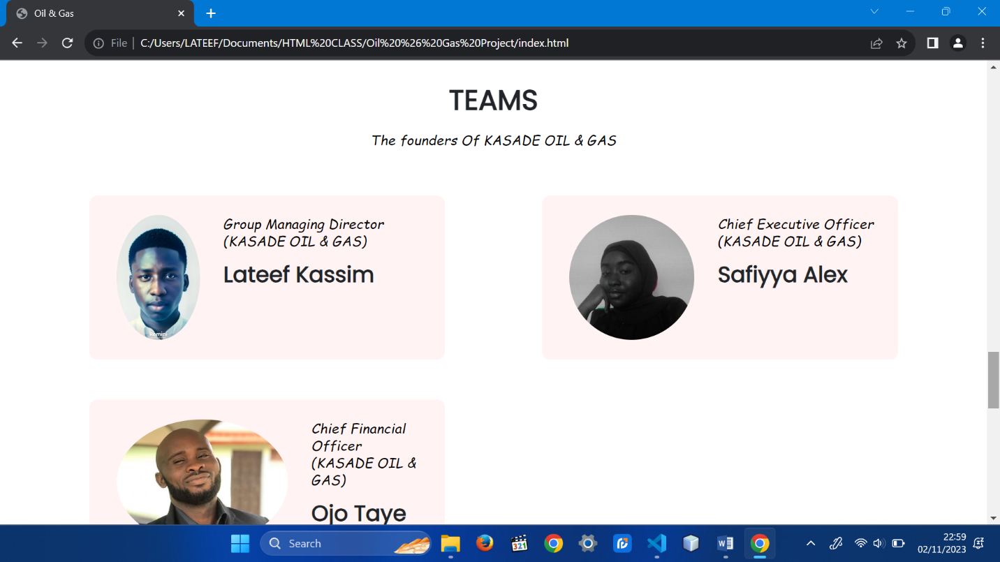 Oil & Gas
File
C:/Users/LATEEF/Documents/HTML%20CLASS/Oil%20%26%20Gas%20Project/index.html
TEAMS
The founders Of KASADE OIL & GAS
Group Managing Director
(KASADE OIL & GAS)
Lateef Kassim
Remini
Chief Executive Officer
(KASADE OIL & GAS)
Safiyya Alex
Chief Financial
Officer
(KASADE OIL &
GAS)
Ojo Taye
Search
321
22:59
02/11/2023